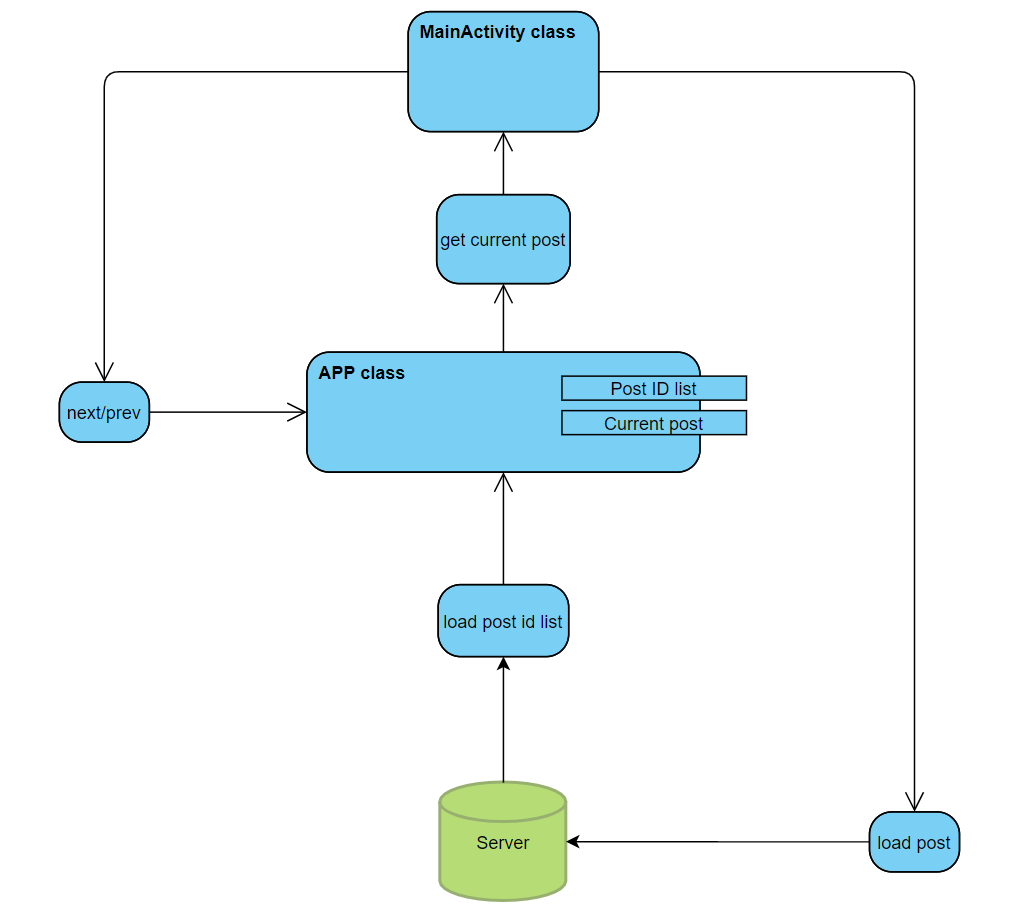 MainActivity class
get current post
APP class
Post ID list
Current post
next/prev
load post id list
Server
load post